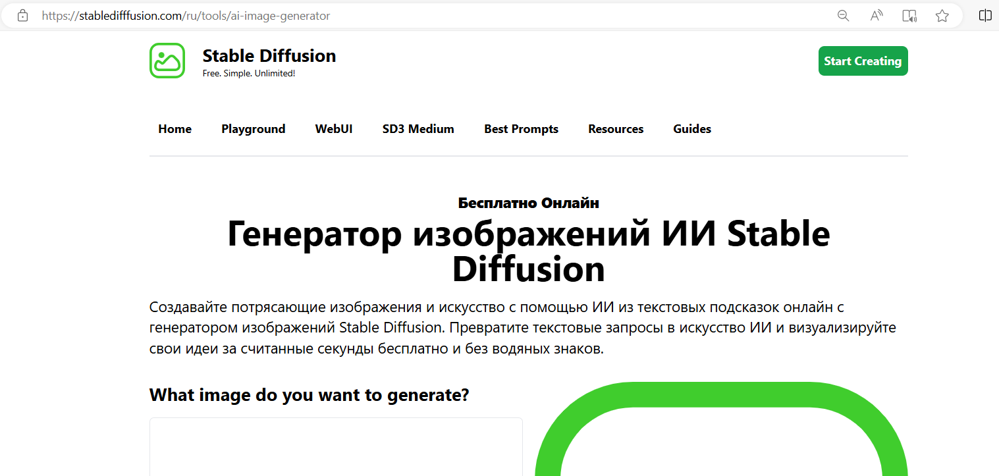 https://stabledifffusion.com/ru/tools/ai-image-generator
Stable Diffusion
Free. Simple. Unlimited!
Start Creating
Home Playground WebUI SD3 Medium Best Prompts Resources Guides
Бесплатно Онлайн
Генератор изображений ИИ Stable
Diffusion
Создавайте потрясающие изображения и искусство с помощью ИИ из текстовых подсказок онлайн с
генератором изображений Stable Diffusion. Превратите текстовые запросы в искусство ИИ и визуализируйте
свои идеи за считанные секунды бесплатно и без водяных знаков.
What image do you want to generate?